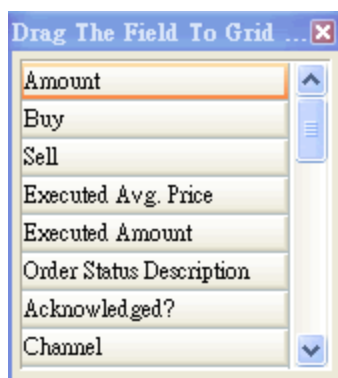 Drag The Field To Grid ...
Amount
Buy
Sell
Executed Avg. Price
Executed Amount
Order Status Description
Acknowledged?
Channel